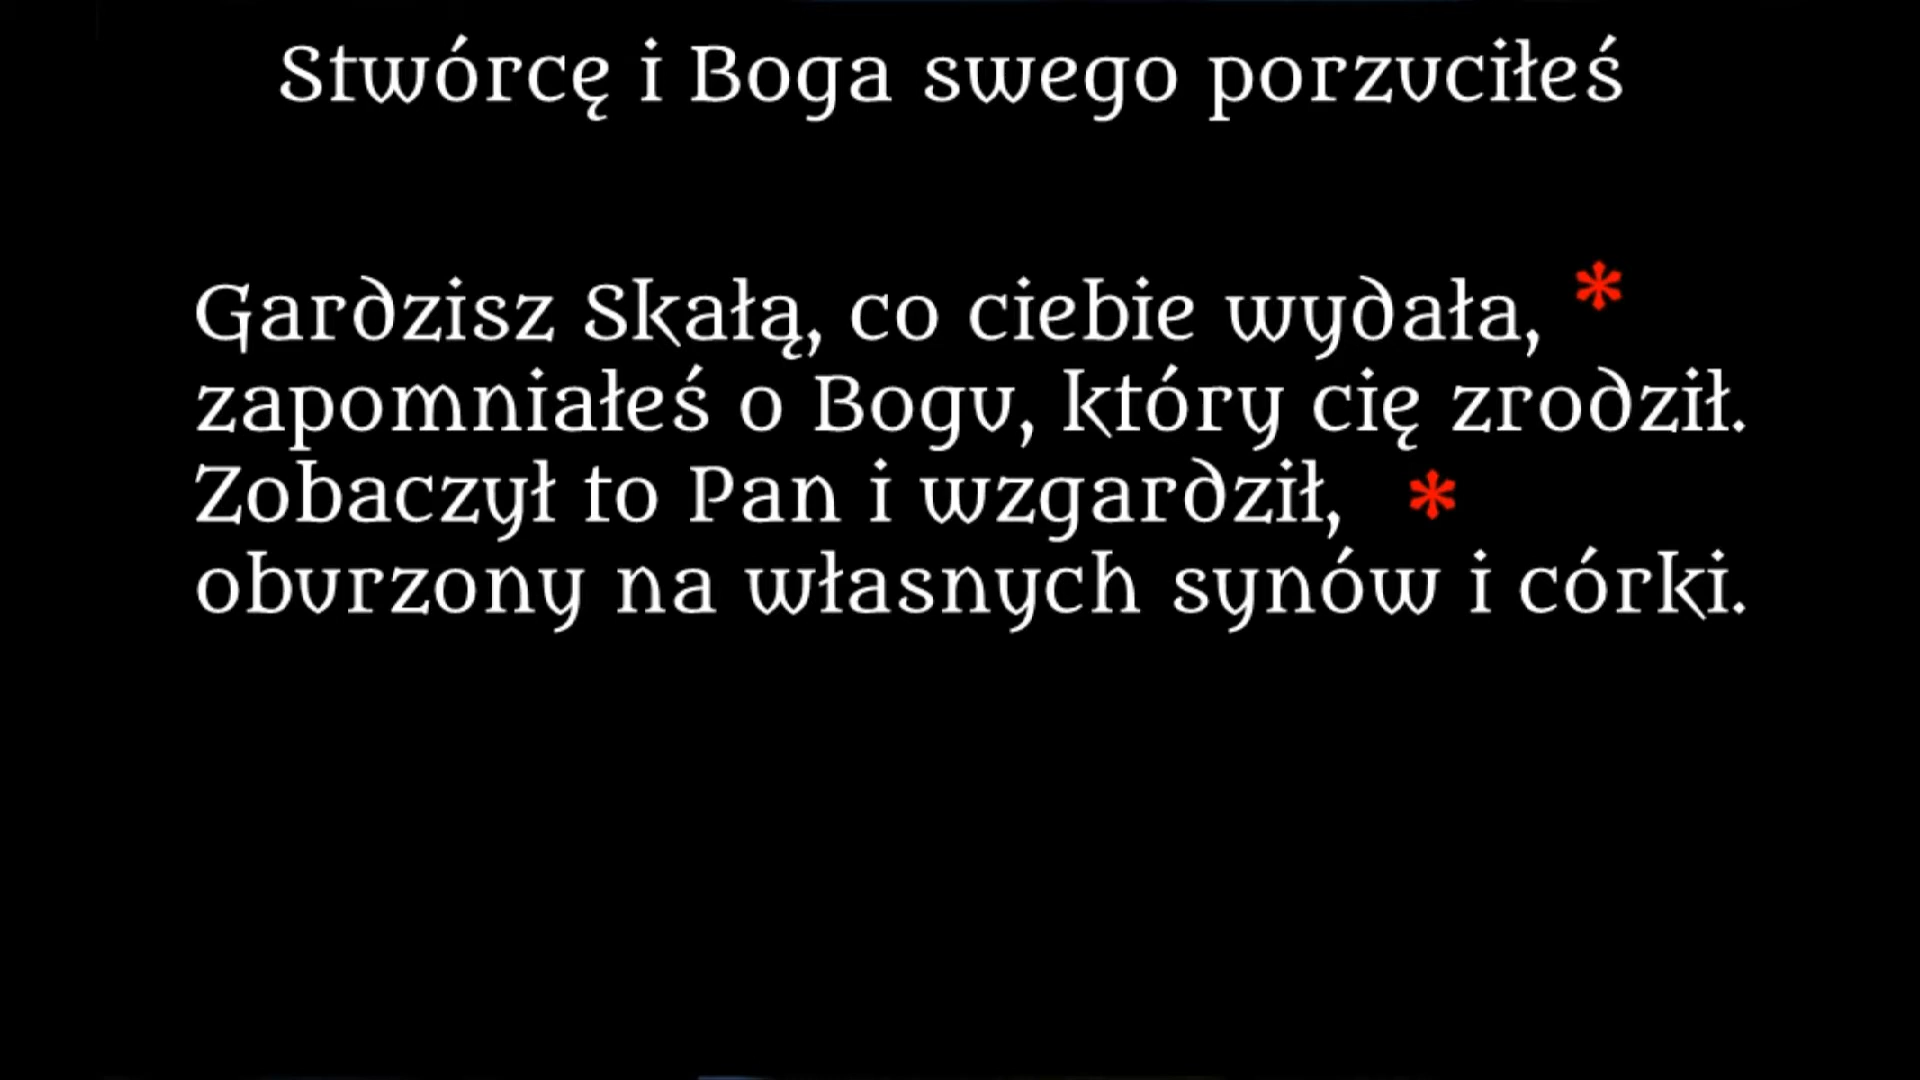 Stwórcę i Boga swego porzuciłeś
Gardzisz Skałą, co ciebie wydała, *
zapomniałeś o Bogu, który cię zrodził.
Zobaczył to Pan i wzgardził, *
oburzony na własnych synów i córki.